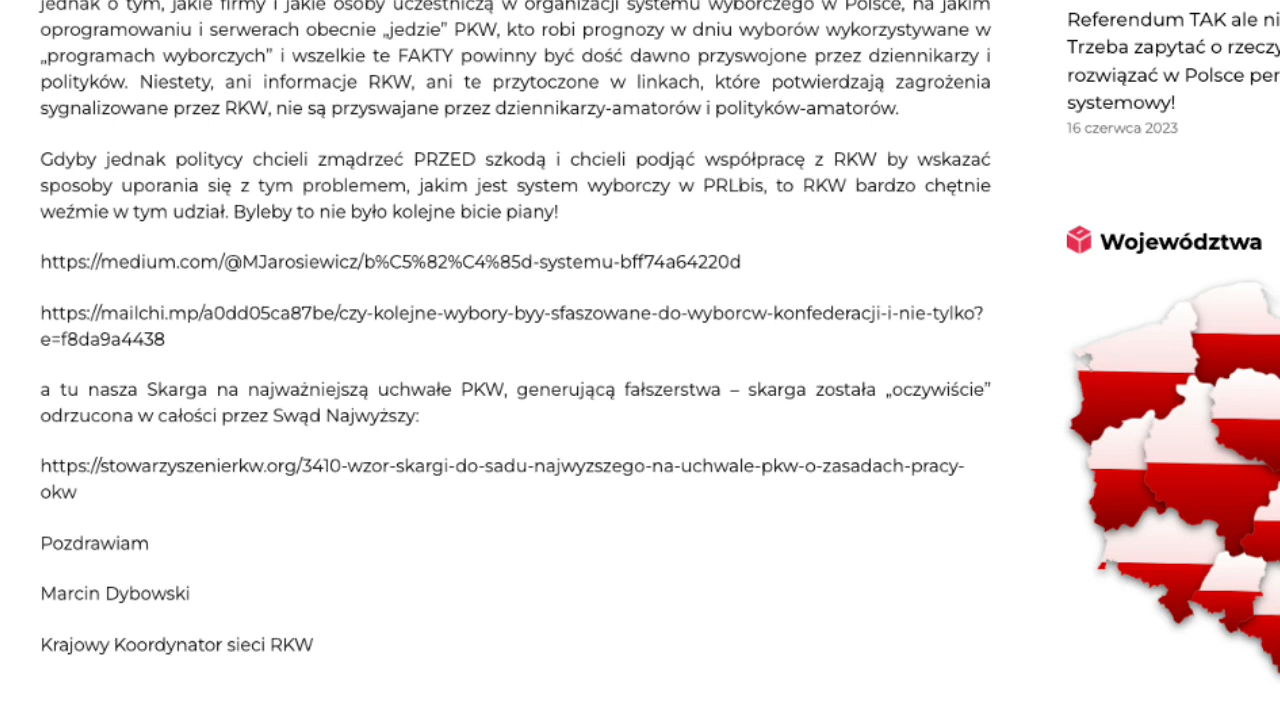 jednak o tym, jakie firmy i jakie osoby uczestniczą w organizacji systemu wyborczego w Polsce, na jakim
oprogramowaniu i serwerach obecnie „jedzie” PKW, kto robi prognozy w dniu wyborów wykorzystywane w
„programach wyborczych” i wszelkie te FAKTY powinny być dość dawno przyswojone przez dziennikarzy i
polityków. Niestety, ani informacje RKW, ani te przytoczone w linkach, które potwierdzają zagrożenia
sygnalizowane przez RKW, nie są przyswajane przez dziennikarzy-amatorów i polityków-amatorów.
Gdyby jednak politycy chcieli zmądrzeć PRZED szkodą i chcieli podjąć współpracę z RKW by wskazać
sposoby uporania się z tym problemem, jakim jest system wyborczy w PRLbis, to RKW bardzo chętnie
weźmie w tym udział. Byleby to nie było kolejne bicie piany!
https://medium.com/@MJarosiewicz/b%C5%82%C4%85d-systemu-bff74a64220d
https://mailchi.mp/a0dd05ca87be/czy-kolejne-wybory-byy-sfaszowane-do-wyborcw-konfederacji-i-nie-tylko?
e=f8da9a4438
a tu nasza Skarga na najważniejszą uchwałe PKW, generującą fałszerstwa – skarga została „oczywiście”
odrzucona w całości przez Swąd Najwyższy:
https://stowarzyszenierkw.org/3410-wzor-skargi-do-sadu-najwyzszego-na-uchwale-pkw-o-zasadach-pracy-
okw
Pozdrawiam
Marcin Dybowski
Krajowy Koordynator sieci RKW
Referendum TAK ale ni
Trzeba zapytać o rzeczy
rozwiązać w Polsce per
systemowy!
16 czerwca 2023
Województwa